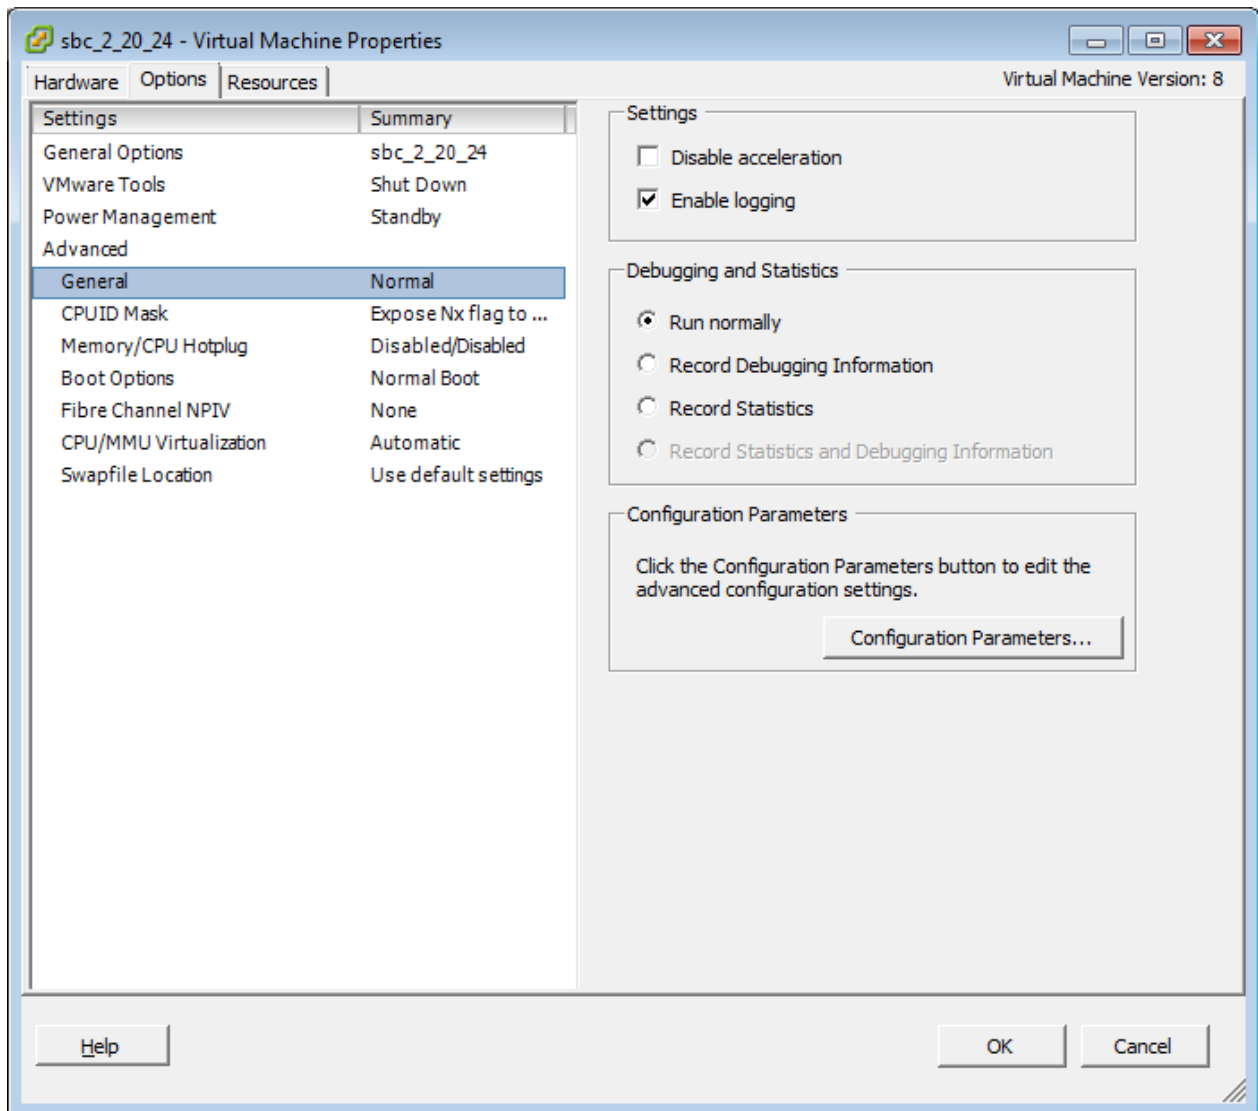 sbc_2_20_24 - Virtual Machine Properties
Hardware Options Resources Virtual Machine Version: 8
Settings Summary
General Options sbc_2_20_24
VMware Tools Shut Down
Power Management Standby
Advanced
General Normal
CPUID Mask Expose Nx flag to ...
Memory/CPU Hotplug Disabled/Disabled
Boot Options Normal Boot
Fibre Channel NPIV None
CPU/MMU Virtualization Automatic
Swapfile Location Use default settings
Settings
Disable acceleration
Enable logging
Debugging and Statistics
Run normally
Record Debugging Information
Record Statistics
Record Statistics and Debugging Information
Configuration Parameters
Click the Configuration Parameters button to edit the
advanced configuration settings.
Configuration Parameters...
Help OK Cancel